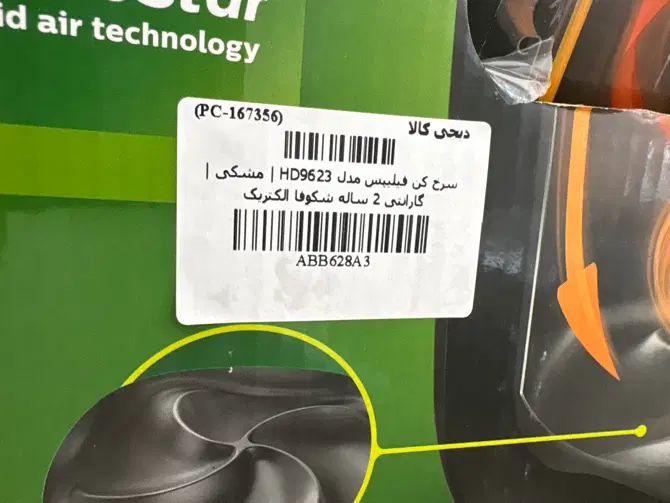 id air technology
(PC-167356)
دیجی کالا
سرخ کن فیلیپس مدل HD9623 | مشکی |
گارانتی 2 ساله شکوفا الکتریک
ABB628A3